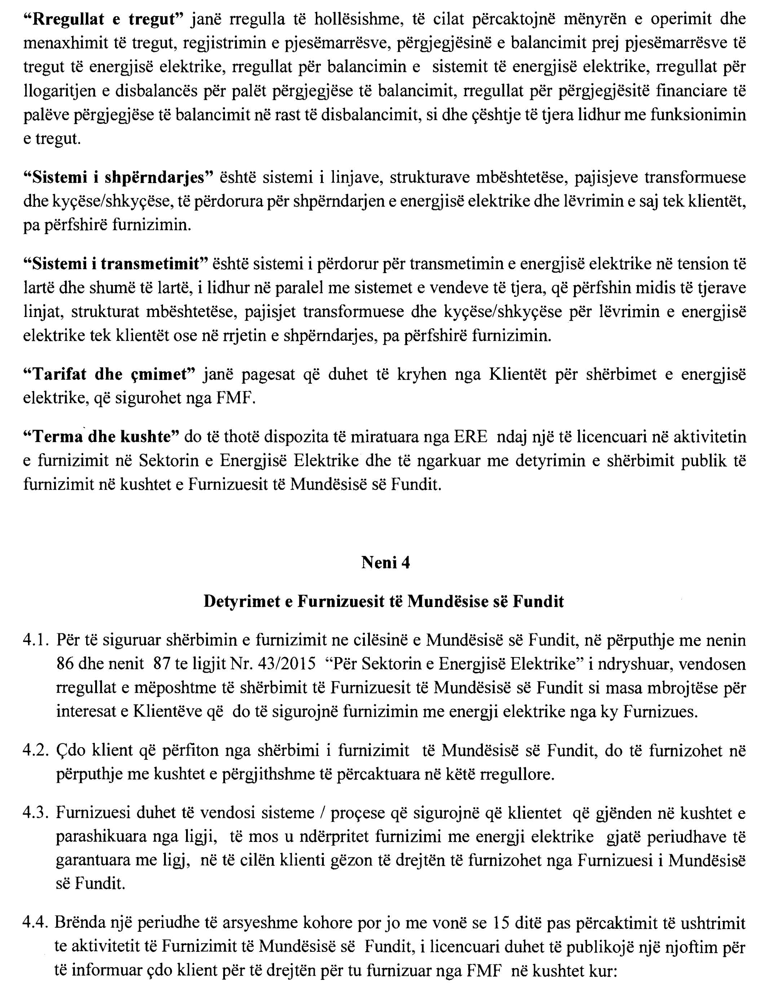 “Rregullat e tregut” janë rregulla të hollësishme, të cilat përcaktojnë mënyrën e operimit dhe
menaxhimit të tregut, regjistrimin e pjesëmarrësve, përgjegjësinë e balancimit prej pjesëmarrësve të
tregut të energjisë elektrike, rregullat për balancimin e sistemit të energjisë elektrike, rregullat për
llogaritjen e disbalancës për palët përgjegjëse të balancimit, rregullat për përgjegjësitë financiare të
palëve përgjegjëse të balancimit në rast të disbalancimit, si dhe çështje të tjera lidhur me funksionimin
e tregut.
“Sistemi i shpërndarjes” është sistemi i linjave, strukturave mbështetëse, pajisjeve transformuese
dhe kyçëse/shkyçëse, të përdorura për shpërndarjen e energjisë elektrike dhe lëvrimin e saj tek klientët,
pa përfshirë furnizimin.
“Sistemi i transmetimit” është sistemi i përdorur për transmetimin e energjisë elektrike në tension të
lartë dhe shumë të lartë, i lidhur në paralel me sistemet e vendeve të tjera, që përfshin midis të tjerave
linjat, strukturat mbështetëse, pajisjet transformuese dhe kyçëse/shkyçëse për lëvrimin e energjisë
elektrike tek klientët ose në rrjetin e shpërndarjes, pa përfshirë furnizimin.
“Tarifat dhe çmimet” janë pagesat që duhet të kryhen nga Klientët për shërbimet e energjisë
elektrike, që sigurohet nga FMF.
“Terma dhe kushte” do të thotë dispozita të miratuara nga ERE ndaj një të licencuari në aktivitetin
e furnizimit në Sektorin e Energjisë Elektrike dhe të ngarkuar me detyrimin e shërbimit publik të
furnizimit në kushtet e Furnizuesit të Mundësisë së Fundit.
Neni 4
Detyrimet e Furnizuesit të Mundësise së Fundit
4.1. Për të siguruar shërbimin e furnizimit ne cilësinë e Mundësisë së Fundit, në përputhje me nenin
86 dhe nenit 87 te ligjit Nr. 43/2015 “Për Sektorin e Energjisë Elektrike” i ndryshuar, vendosen
rregullat e mëposhtme të shërbimit të Furnizuesit të Mundësisë së Fundit si masa mbrojtëse për
interesat e Klientëve që do të sigurojnë furnizimin me energji elektrike nga ky Furnizues.
4.2. Çdo klient që përfiton nga shërbimi i furnizimit të Mundësisë së Fundit, do të furnizohet në
përputhje me kushtet e përgjithshme të përcaktuara në këtë rregullore.
4.3. Furnizuesi duhet të vendosi sisteme / proçese që sigurojnë që klientet që gjënden në kushtet e
parashikuara nga ligji, të mos u ndërpritet furnizimi me energji elektrike gjatë periudhave të
garantuara me ligj, në të cilën klienti gëzon të drejtën të furnizohet nga Furnizuesi i Mundësisë
së Fundit.
4.4. Brënda një periudhe të arsyeshme kohore por jo me vonë se 15 ditë pas përcaktimit të ushtrimit
te aktivitetit të Furnizimit të Mundësisë së Fundit, i licencuari duhet të publikojë një njoftim për
të informuar çdo klient për të drejtën për tu furnizuar nga FMF në kushtet kur: